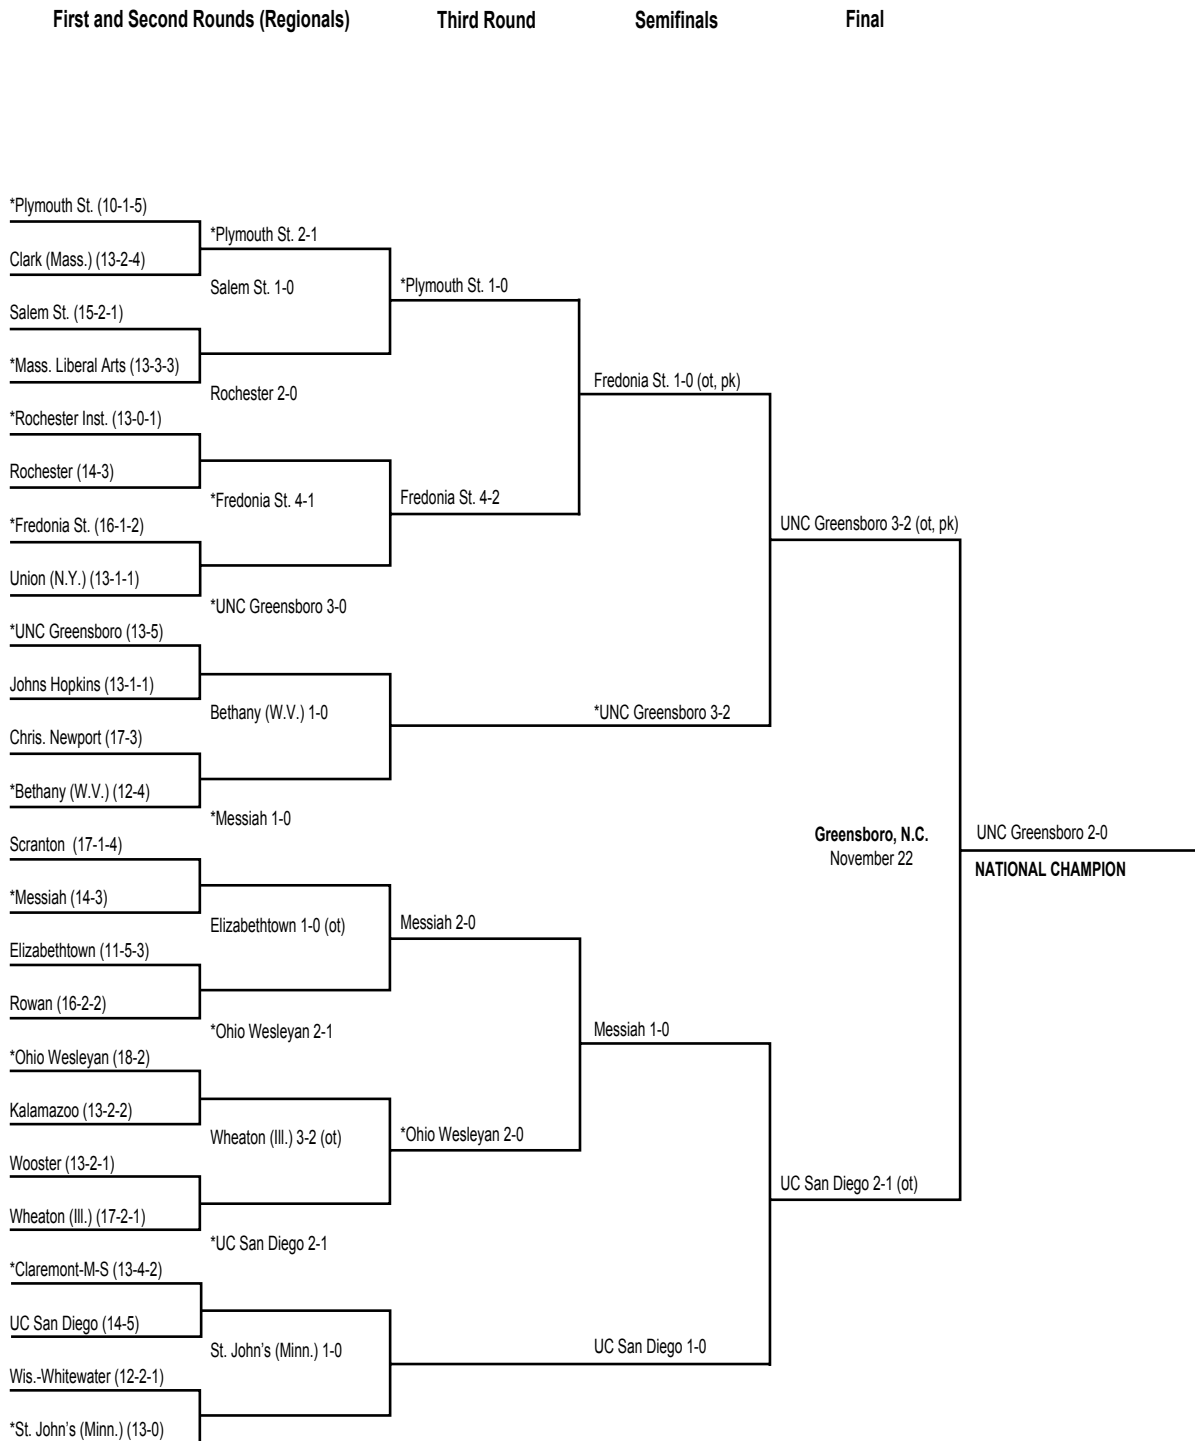 First and Second Rounds (Regionals)
Third Round
Semifinals
Final
*Plymouth St. (10-1-5)
Clark (Mass.) (13-2-4)
Salem St. (15-2-1)
*Mass. Liberal Arts (13-3-3)
*Rochester Inst. (13-0-1)
Rochester (14-3)
*Fredonia St. (16-1-2)
Union (N.Y.) (13-1-1)
*UNC Greensboro (13-5)
Johns Hopkins (13-1-1)
Chris. Newport (17-3)
*Bethany (W.V.) (12-4)
Scranton (17-1-4)
*Messiah (14-3)
Elizabethtown (11-5-3)
Rowan (16-2-2)
*Ohio Wesleyan (18-2)
Kalamazoo (13-2-2)
Wooster (13-2-1)
Wheaton (Ill.) (17-2-1)
*Claremont-M-S (13-4-2)
UC San Diego (14-5)
Wis.-Whitewater (12-2-1)
*St. John's (Minn.) (13-0)
*Plymouth St. 2-1
Salem St. 1-0
Rochester 2-0
*Fredonia St. 4-1
*UNC Greensboro 3-0
Bethany (W.V.) 1-0
*Messiah 1-0
Elizabethtown 1-0 (ot)
*Ohio Wesleyan 2-1
Wheaton (Ill.) 3-2 (ot)
*UC San Diego 2-1
St. John's (Minn.) 1-0
*Plymouth St. 1-0
Fredonia St. 4-2
Messiah 2-0
*Ohio Wesleyan 2-0
Fredonia St. 1-0 (ot, pk)
*UNC Greensboro 3-2
Messiah 1-0
UC San Diego 1-0
UNC Greensboro 3-2 (ot, pk)
UC San Diego 2-1 (ot)
Greensboro, N.C.
November 22
UNC Greensboro 2-0
NATIONAL CHAMPION